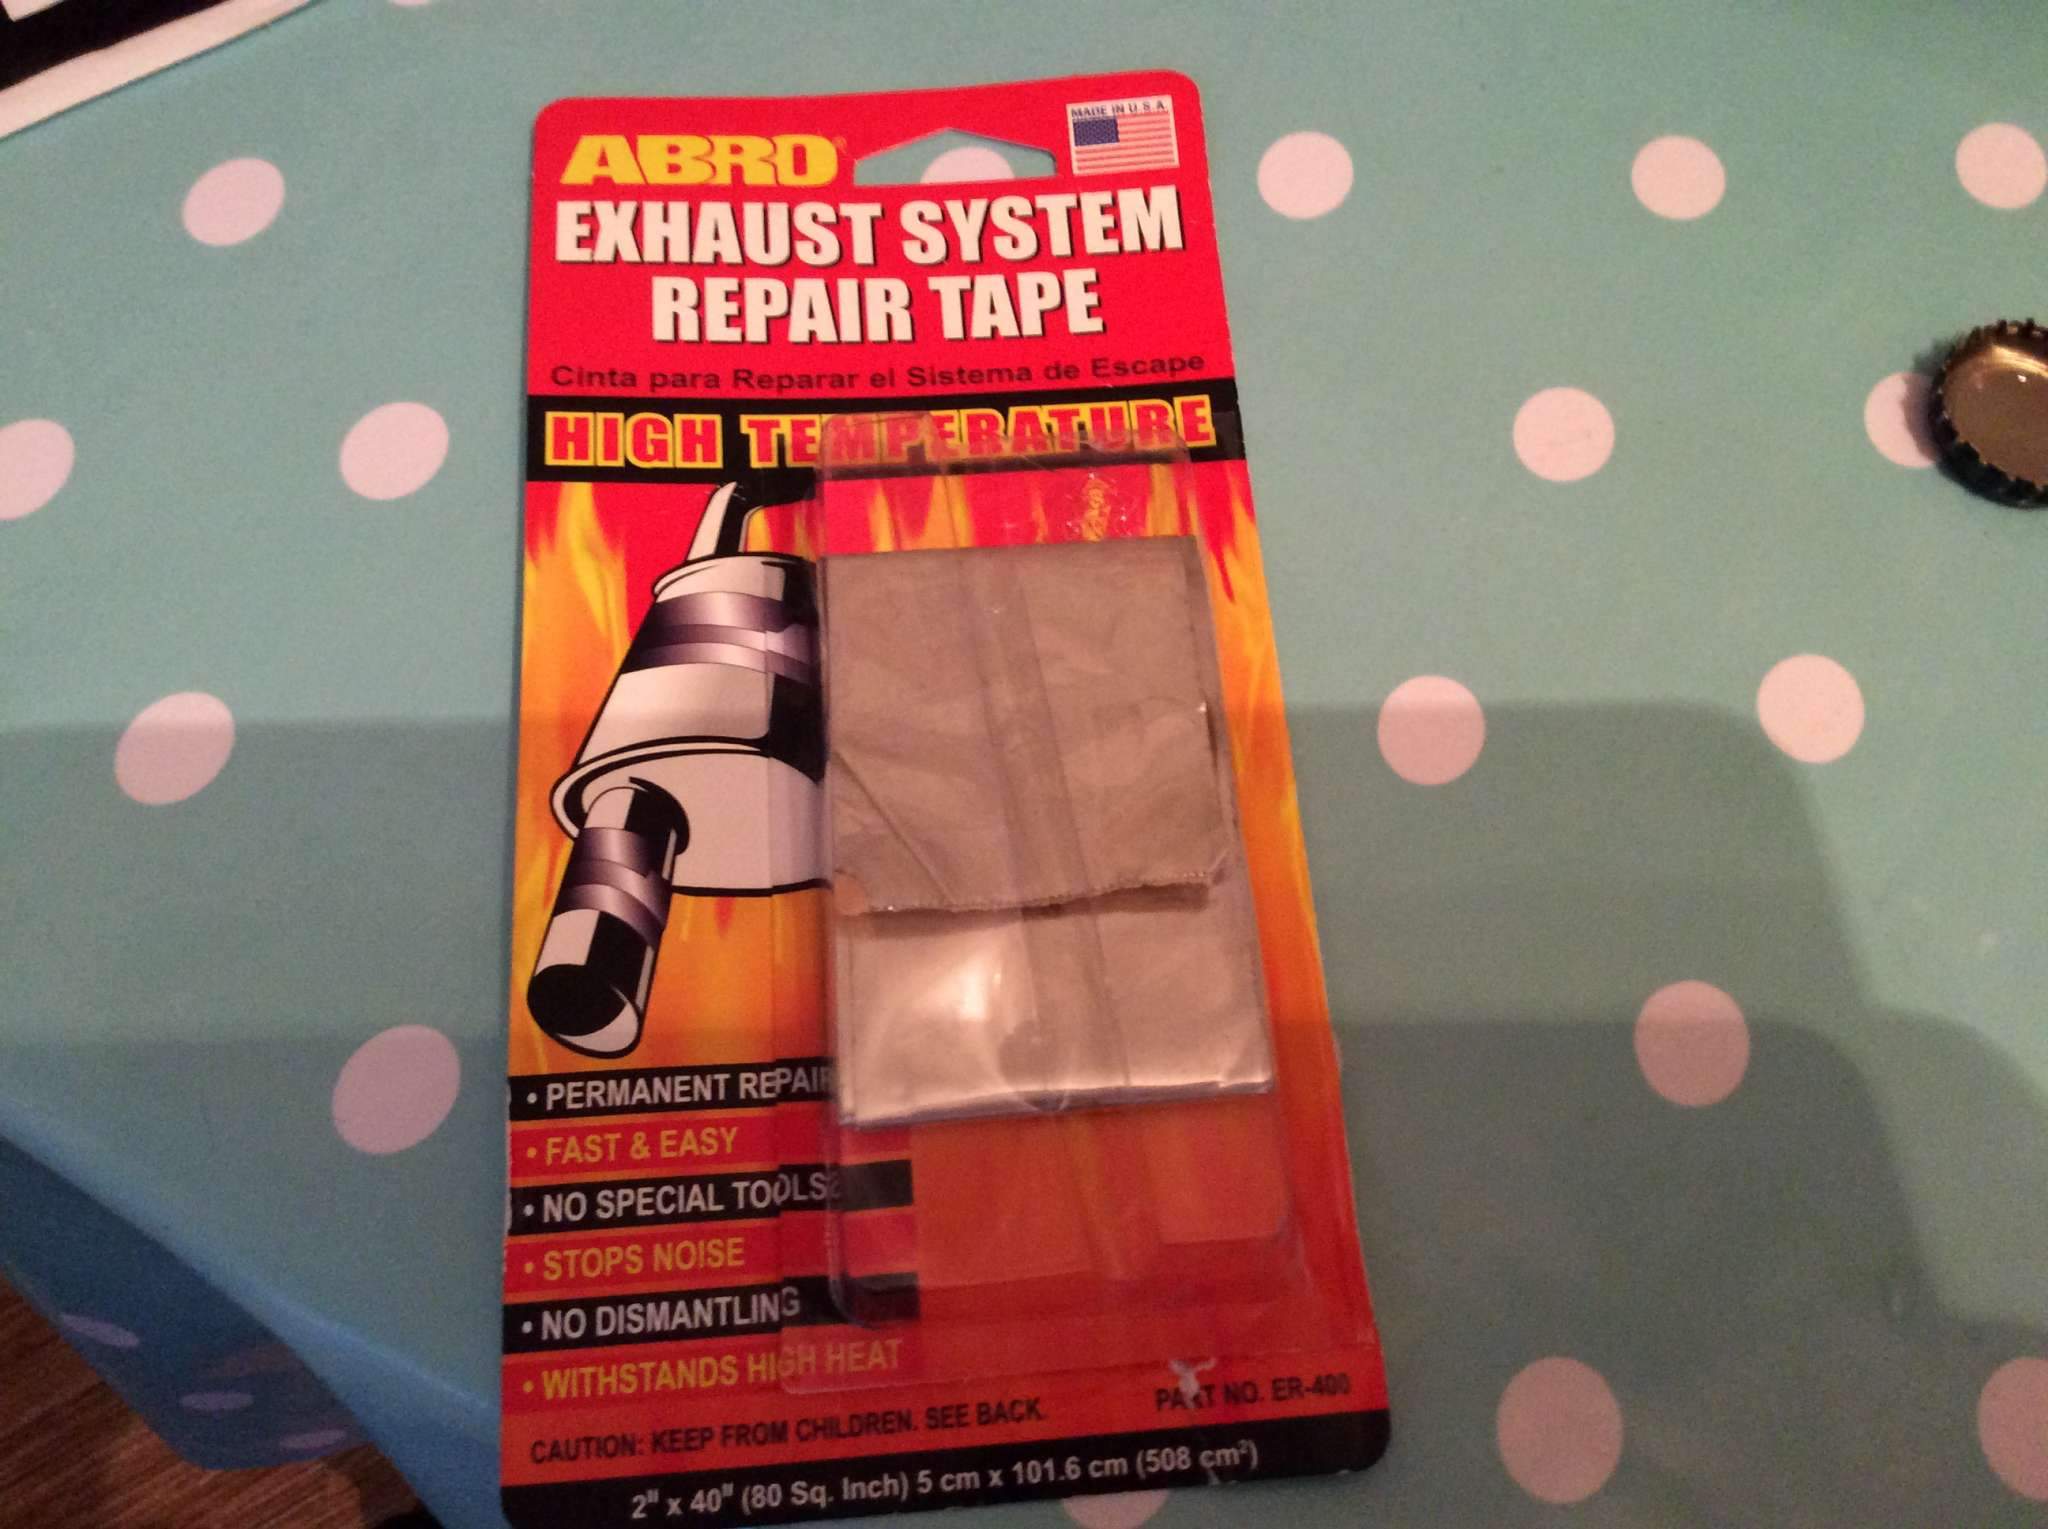 MADE IN U.S.A.
ABRO®
EXHAUST SYSTEM
REPAIR TAPE
Cinta para Reparar el Sistema de Escape
HIGH TEMPERATURE
• PERMANENT REPAIR
• FAST & EASY
• NO SPECIAL TOOLS
• STOPS NOISE
• NO DISMANTLING
• WITHSTANDS HIGH HEAT
CAUTION: KEEP FROM CHILDREN. SEE BACK.
PART NO. ER-400
2" x 40" (80 Sq. Inch) 5 cm x 101.6 cm (508 cm²)